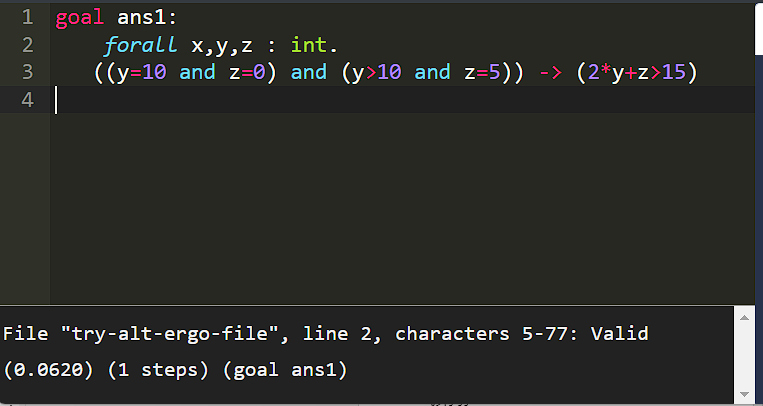 1 goal ans1:
2 forall x,y,z : int.
3 ((y=10 and z=0) and (y>10 and z=5)) -> (2*y+z>15)
4
File "try-alt-ergo-file", line 2, characters 5-77: Valid
(0.0620) (1 steps) (goal ans1)